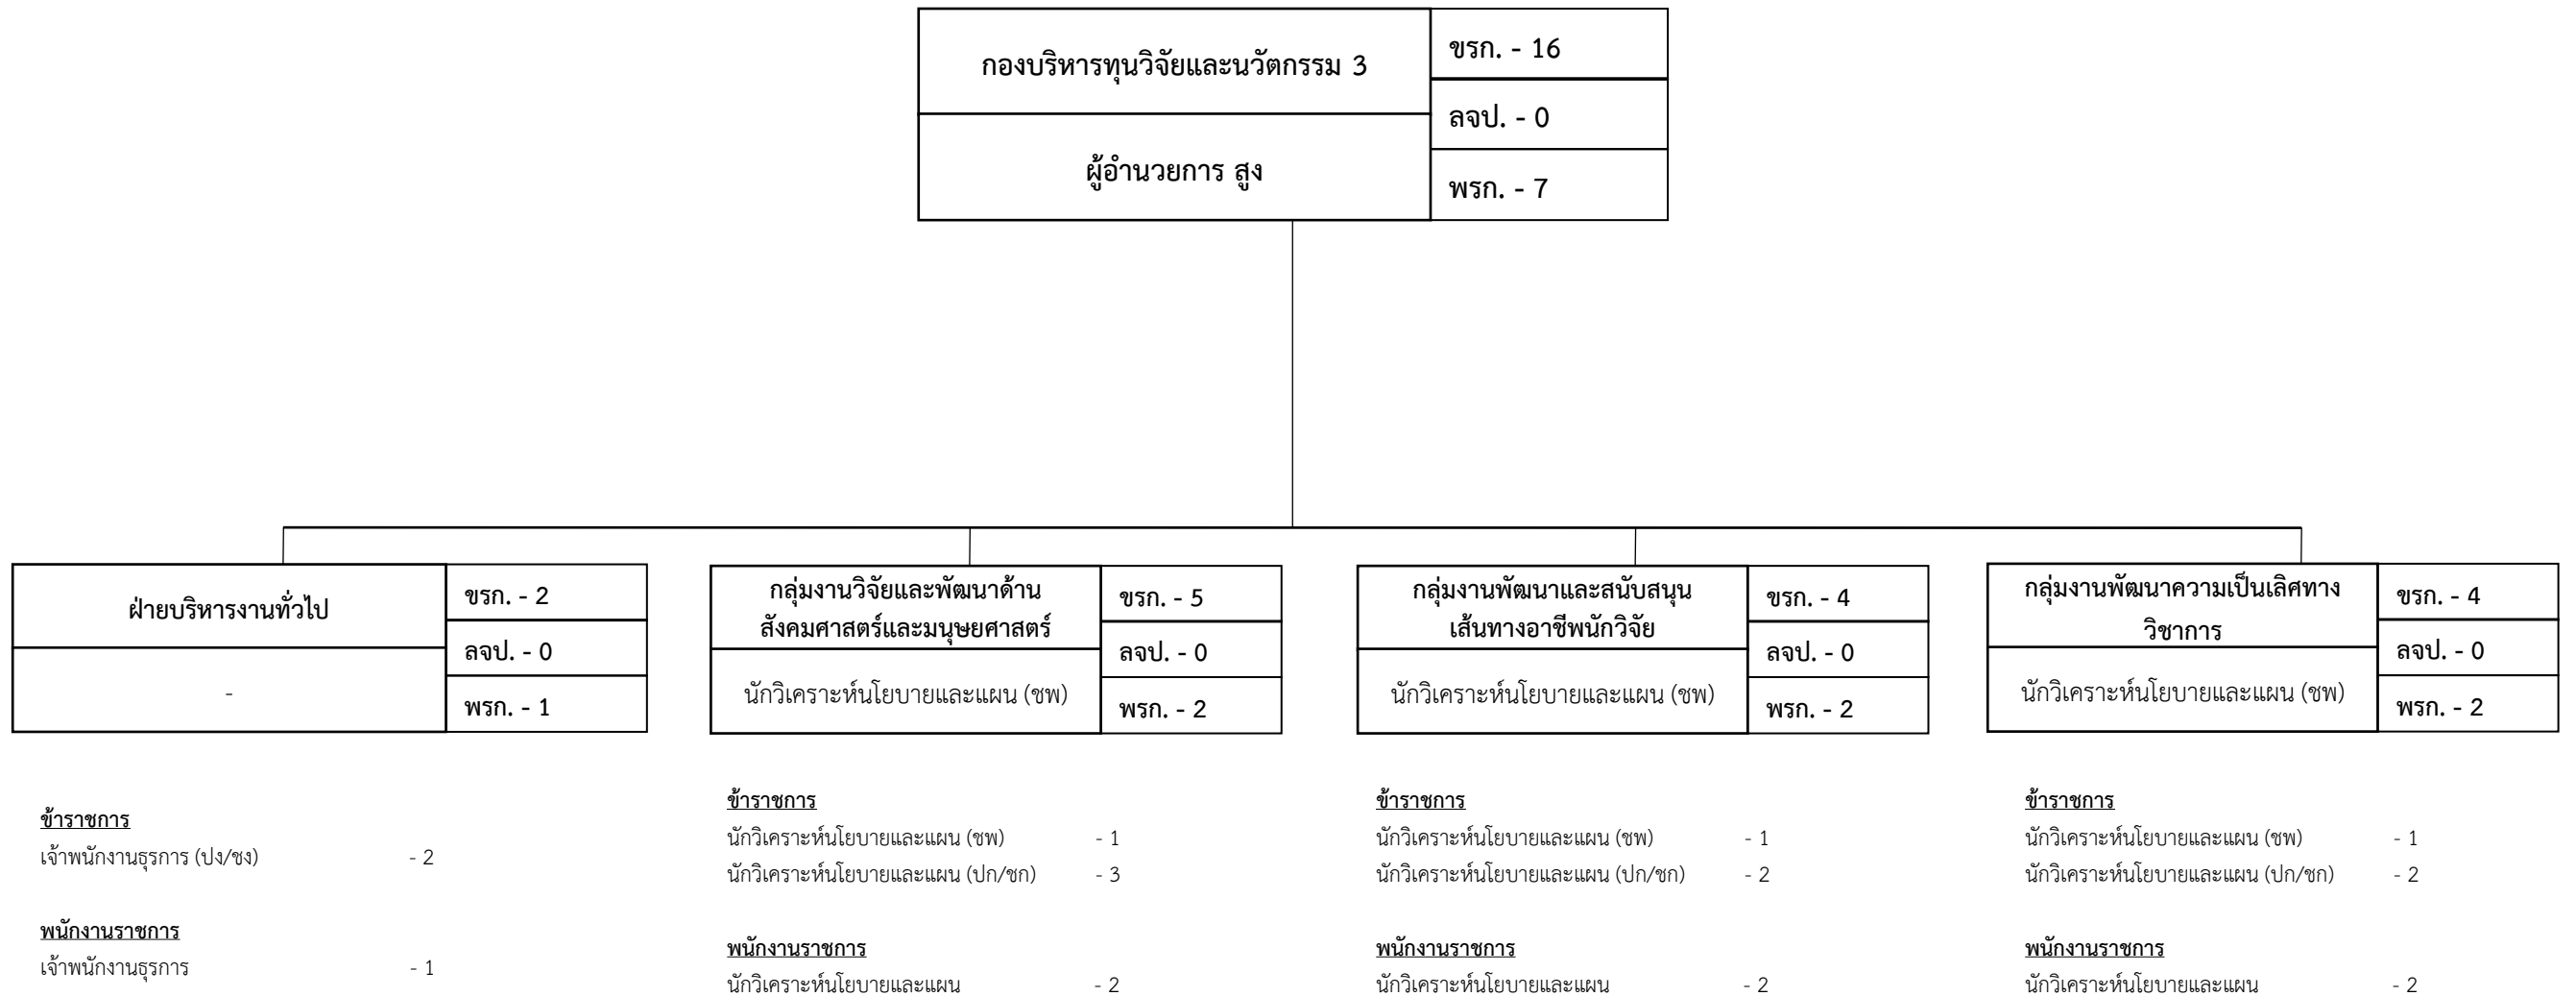 กองบริหารทุนวิจัยและนวัตกรรม 3
ผู้อำนวยการ สูง
ขรก. - 16
ลจป. - 0
พรก. - 7
ฝ่ายบริหารงานทั่วไป
-
ขรก. - 2
ลจป. - 0
พรก. - 1
ข้าราชการ
เจ้าพนักงานธุรการ (ปง/ชง) - 2
พนักงานราชการ
เจ้าพนักงานธุรการ - 1
กลุ่มงานวิจัยและพัฒนาด้าน
สังคมศาสตร์และมนุษยศาสตร์
นักวิเคราะห์นโยบายและแผน (ชพ)
ขรก. - 5
ลจป. - 0
พรก. - 2
ข้าราชการ
นักวิเคราะห์นโยบายและแผน (ชพ) - 1
นักวิเคราะห์นโยบายและแผน (ปก/ชก) - 3
พนักงานราชการ
นักวิเคราะห์นโยบายและแผน - 2
กลุ่มงานพัฒนาและสนับสนุน
เส้นทางอาชีพนักวิจัย
นักวิเคราะห์นโยบายและแผน (ชพ)
ขรก. - 4
ลจป. - 0
พรก. - 2
ข้าราชการ
นักวิเคราะห์นโยบายและแผน (ชพ) - 1
นักวิเคราะห์นโยบายและแผน (ปก/ชก) - 2
พนักงานราชการ
นักวิเคราะห์นโยบายและแผน - 2
กลุ่มงานพัฒนาความเป็นเลิศทาง
วิชาการ
นักวิเคราะห์นโยบายและแผน (ชพ)
ขรก. - 4
ลจป. - 0
พรก. - 2
ข้าราชการ
นักวิเคราะห์นโยบายและแผน (ชพ) - 1
นักวิเคราะห์นโยบายและแผน (ปก/ชก) - 2
พนักงานราชการ
นักวิเคราะห์นโยบายและแผน - 2